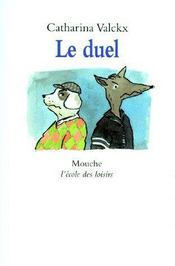 Catharina Valckx
Le duel
Mouche
l'école des loisirs